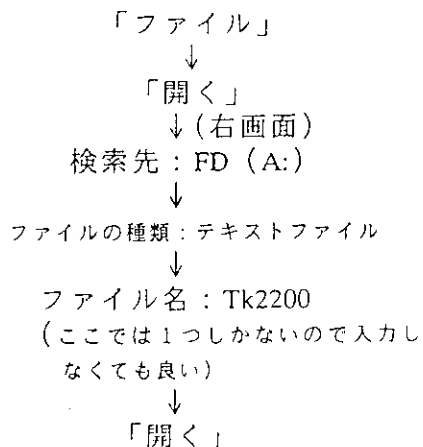 「ファイル」
↓
「開く」
↓(右画面)
検索先：FD（A:）
↓
ファイルの種類：テキストファイル
↓
ファイル名：Tk2200
(ここでは１つしかないので入力し
なくても良い)
↓
「開く」